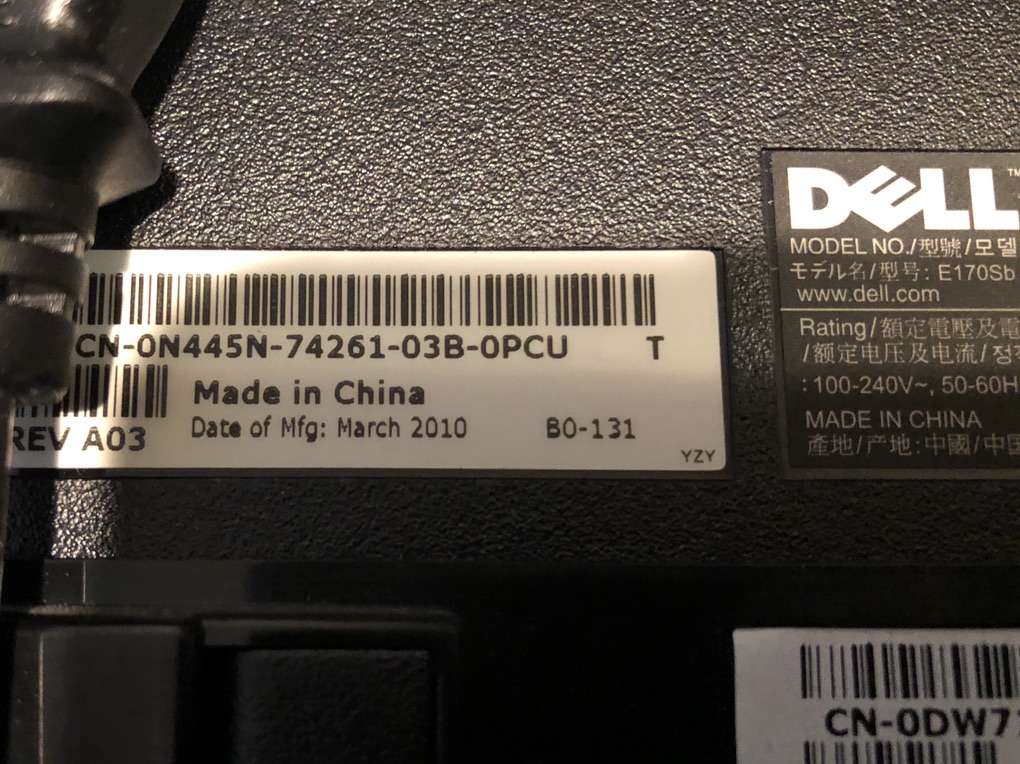 CN-0N445N-74261-03B-0PCU T
Made in China
REV A03
Date of Mfg: March 2010 B0-131
YZY
DELL™
MODEL NO./型號/모델
モデル名/型号: E170Sb
www.dell.com
Rating/額定電壓及電
/额定电压及电流/정격
: 100-240V~, 50-60H
MADE IN CHINA
產地/产地:中國/中国
CN-0DW7